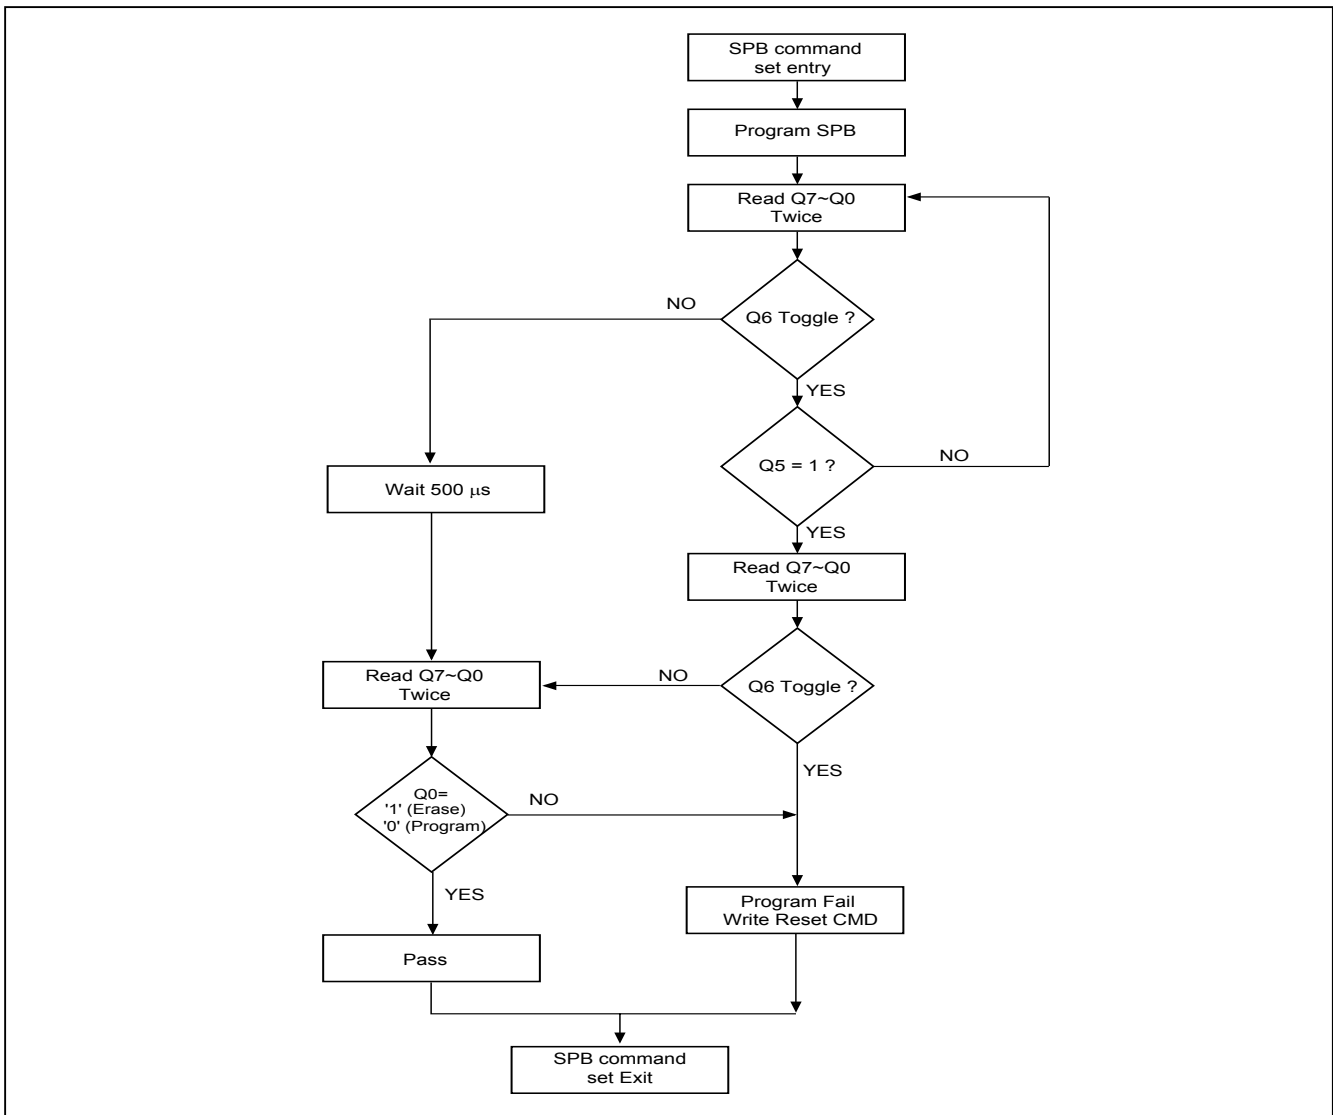 SPB command
set entry
Program SPB
Read Q7~Q0
Twice
NO
Q6 Toggle ?
YES
Q5 = 1 ?
NO
Wait 500 μs
YES
Read Q7~Q0
Twice
Read Q7~Q0
Twice
NO
Q6 Toggle ?
YES
Q0=
'1' (Erase)
'0' (Program)
NO
YES
Program Fail
Write Reset CMD
Pass
SPB command
set Exit